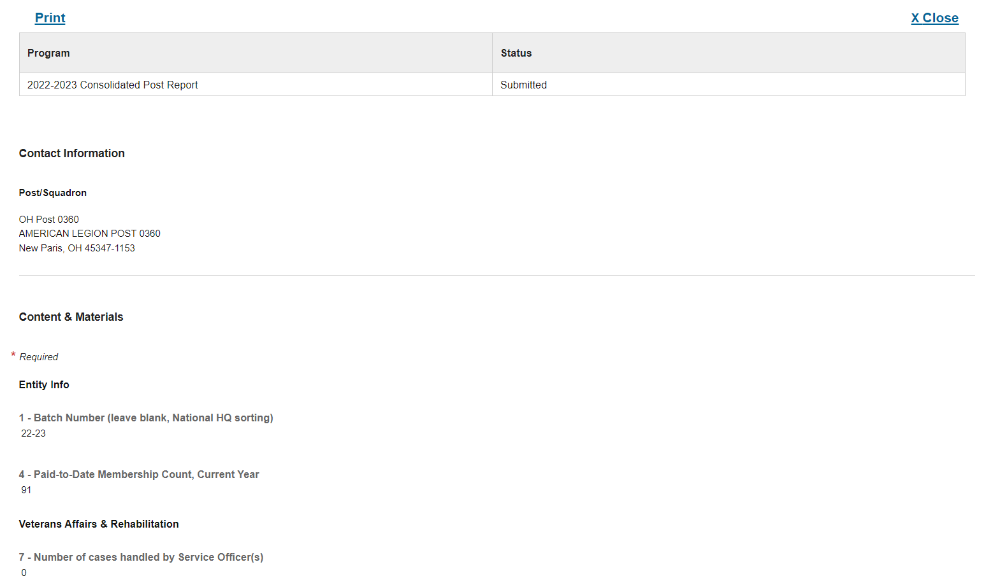 Print
X Close
Program
Status
2022-2023 Consolidated Post Report
Submitted
Contact Information
Post/Squadron
OH Post 0360
AMERICAN LEGION POST 0360
New Paris, OH 45347-1153
Content & Materials
* Required
Entity Info
1 - Batch Number (leave blank, National HQ sorting)
22-23
4 - Paid-to-Date Membership Count, Current Year
91
Veterans Affairs & Rehabilitation
7 - Number of cases handled by Service Officer(s)
0